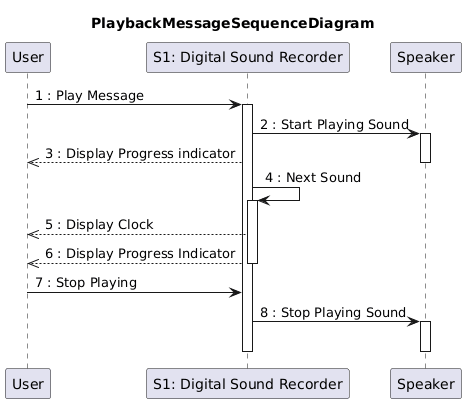 PlaybackMessageSequenceDiagram
User
S1: Digital Sound Recorder
Speaker
1 : Play Message
2 : Start Playing Sound
3 : Display Progress indicator
4 : Next Sound
5 : Display Clock
6 : Display Progress Indicator
7 : Stop Playing
8 : Stop Playing Sound
User
S1: Digital Sound Recorder
Speaker